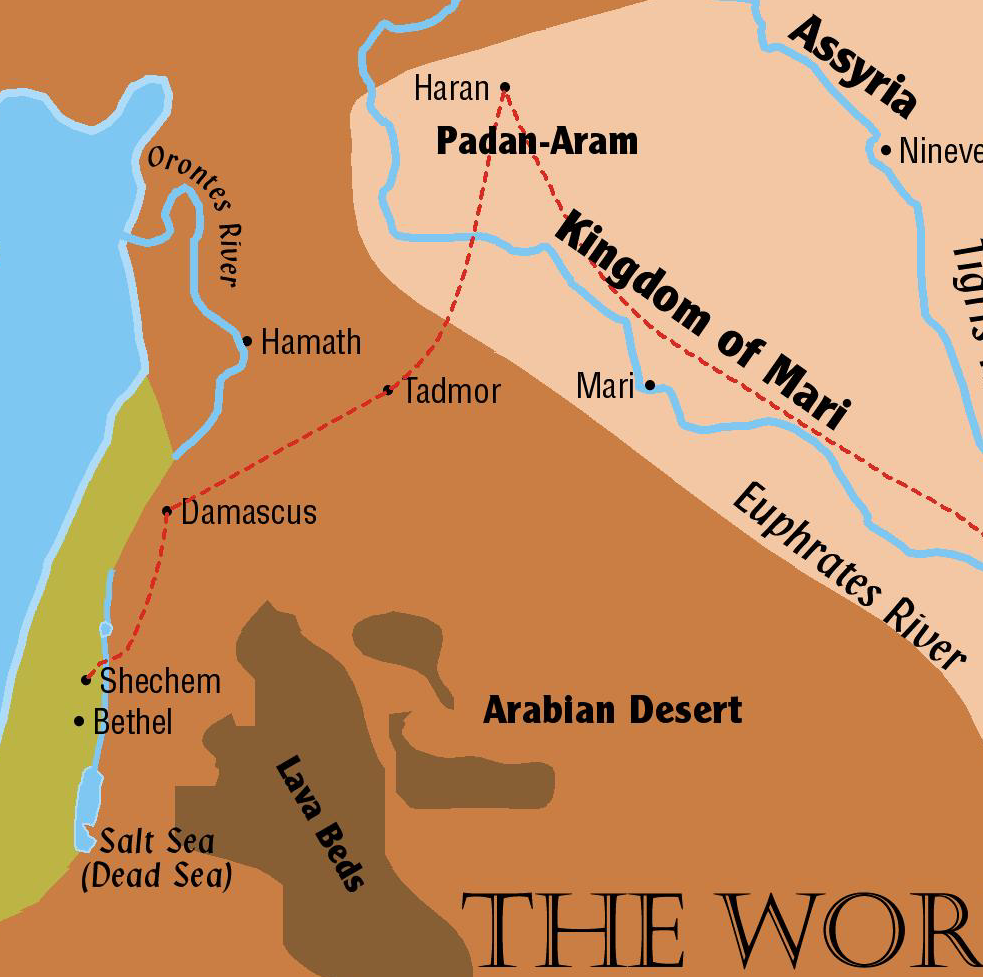 Assyria
Haran
Padan-Aram
Nineve
Orontes River
Kingdom of Mari
Tigris
Hamath
Tadmor
Mari
Euphrates River
Damascus
Shechem
Bethel
Arabian Desert
Lava Beds
Salt Sea
(Dead Sea)
THE WOR